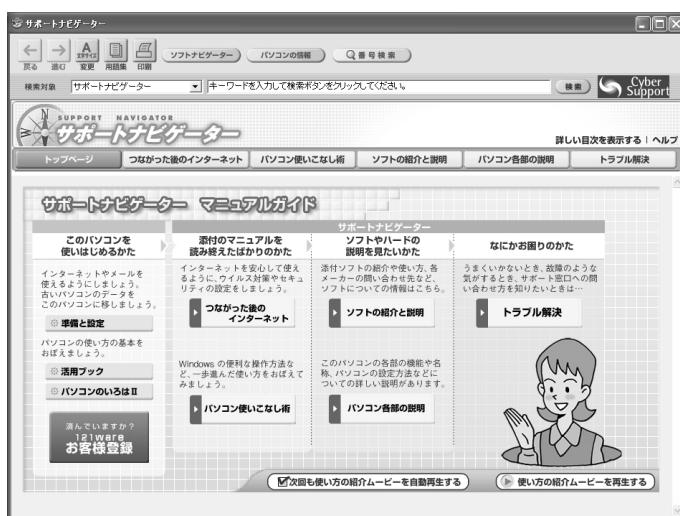 サポートナビゲーター
戻る 進む 変更 用語集 印刷 ソフトナビゲーター パソコンの情報 番号検索
検索対象 サポートナビゲーター キーワードを入力して検索ボタンをクリックしてください。 検索 Cyber Support
SUPPORT NAVIGATOR
サポートナビゲーター
詳しい目次を表示する | ヘルプ
トップページ つながった後のインターネット パソコン使いこなし術 ソフトの紹介と説明 パソコン各部の説明 トラブル解決
サポートナビゲーター マニュアルガイド
サポートナビゲーター
このパソコンを
使いはじめるかた
インターネットやメールを
使えるようにしましょう。
古いパソコンのデータを
このパソコンに移しましょう。
準備と設定
パソコンの使い方の基本を
おぼえましょう。
活用ブック
パソコンのいろはⅡ
済んでいますか?
121ware
お客様登録
添付のマニュアルを
読み終えたばかりのかた
インターネットを安心して使え
るように、ウイルス対策やセキュ
リティの設定をしましょう。
つながった後の
インターネット
Windows の便利な操作方法な
ど、一歩進んだ使い方をおぼえて
みましょう。
パソコン使いこなし術
ソフトやハードの
説明を見たいかた
添付ソフトの紹介や使い方、各
メーカーの問い合わせ先など、
ソフトについての情報はこちら。
ソフトの紹介と説明
このパソコンの各部の機能や名
称、パソコンの設定方法などに
ついての詳しい説明があります。
パソコン各部の説明
なにかお困りのかた
うまくいかないとき、故障のような
気がするとき、サポート窓口への問
い合わせ方を知りたいときは…
トラブル解決
次回も使い方の紹介ムービーを自動再生する 使い方の紹介ムービーを再生する